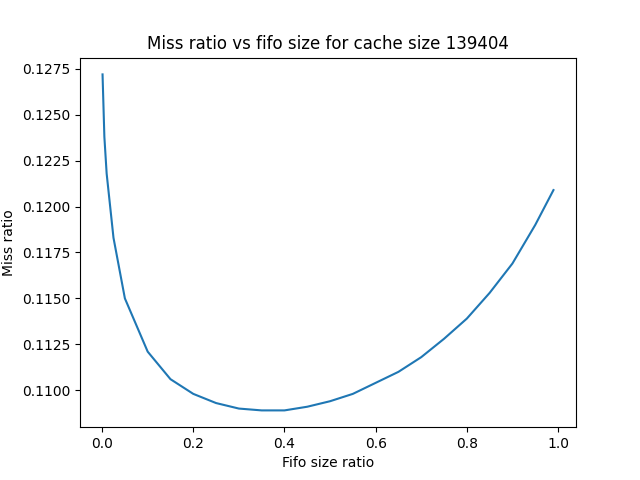 Miss ratio vs fifo size for cache size 139404
0.1275
0.1250
0.1225
0.1200
0.1175
0.1150
0.1125
0.1100
Miss ratio
0.0 0.2 0.4 0.6 0.8 1.0
Fifo size ratio